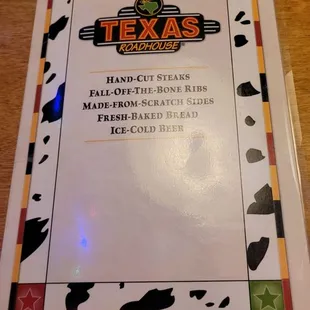 TEXAS
ROADHOUSE
HAND-CUT STEAKS
FALL-OFF-THE-BONE RIBS
MADE-FROM-SCRATCH SIDES
FRESH-BAKED BREAD
ICE-COLD BEER